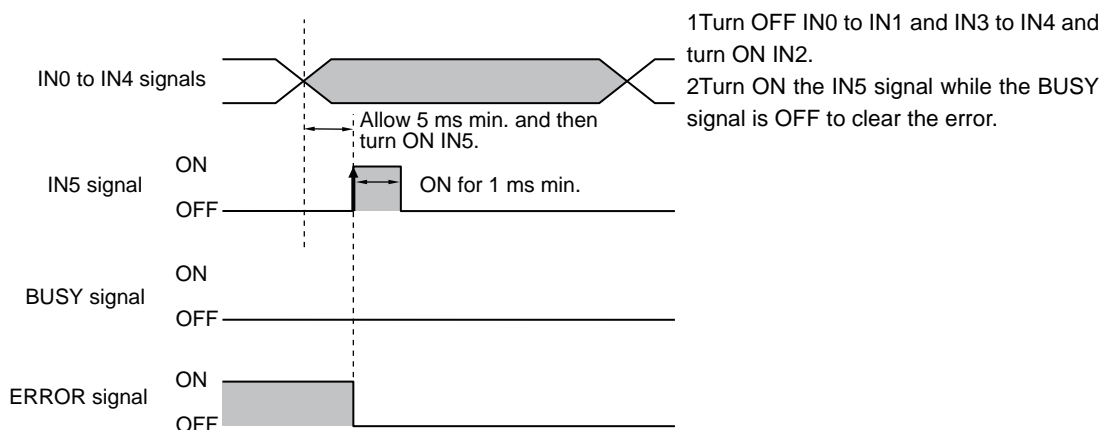 1Turn OFF IN0 to IN1 and IN3 to IN4 and
turn ON IN2.
2Turn ON the IN5 signal while the BUSY
signal is OFF to clear the error.
IN0 to IN4 signals
Allow 5 ms min. and then
turn ON IN5.
ON
IN5 signal
ON for 1 ms min.
OFF
ON
BUSY signal
OFF
ON
ERROR signal
OFF